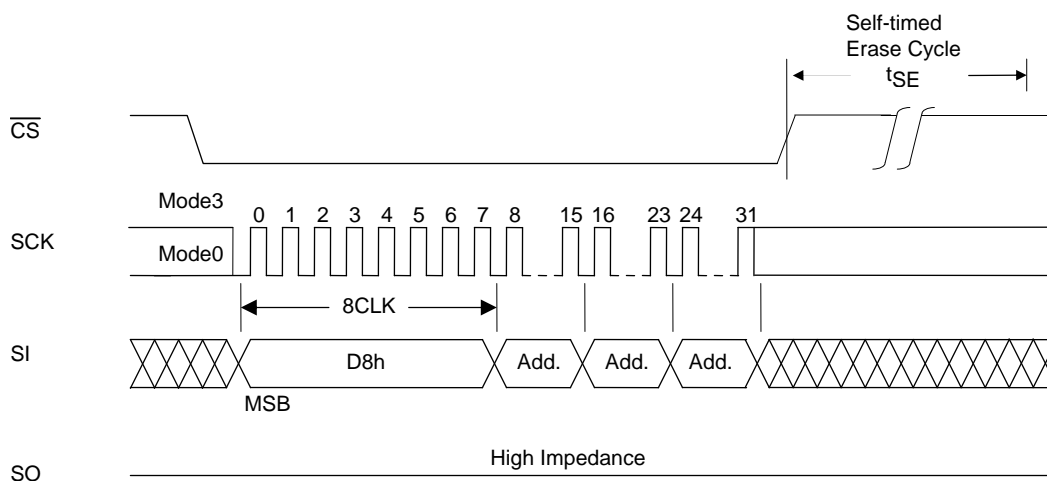 Self-timed
Erase Cycle
tSE
CS
Mode3
0 1 2 3 4 5 6 7 8 15 16 23 24 31
SCK
Mode0
8CLK
SI
D8h Add. Add. Add.
MSB
High Impedance
SO